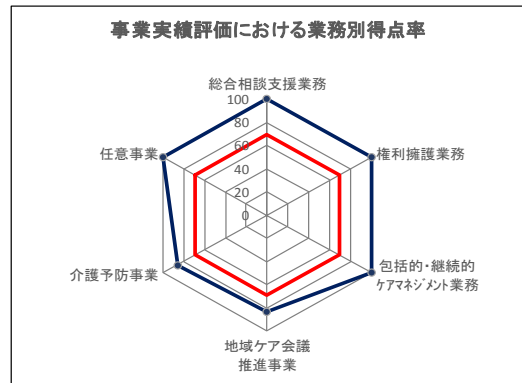 事業実績評価における業務別得点率
総合相談支援業務
100
80
60
40
20
0
権利擁護業務
包括的・継続的
ケアマネジメント業務
地域ケア会議
推進事業
介護予防事業
任意事業